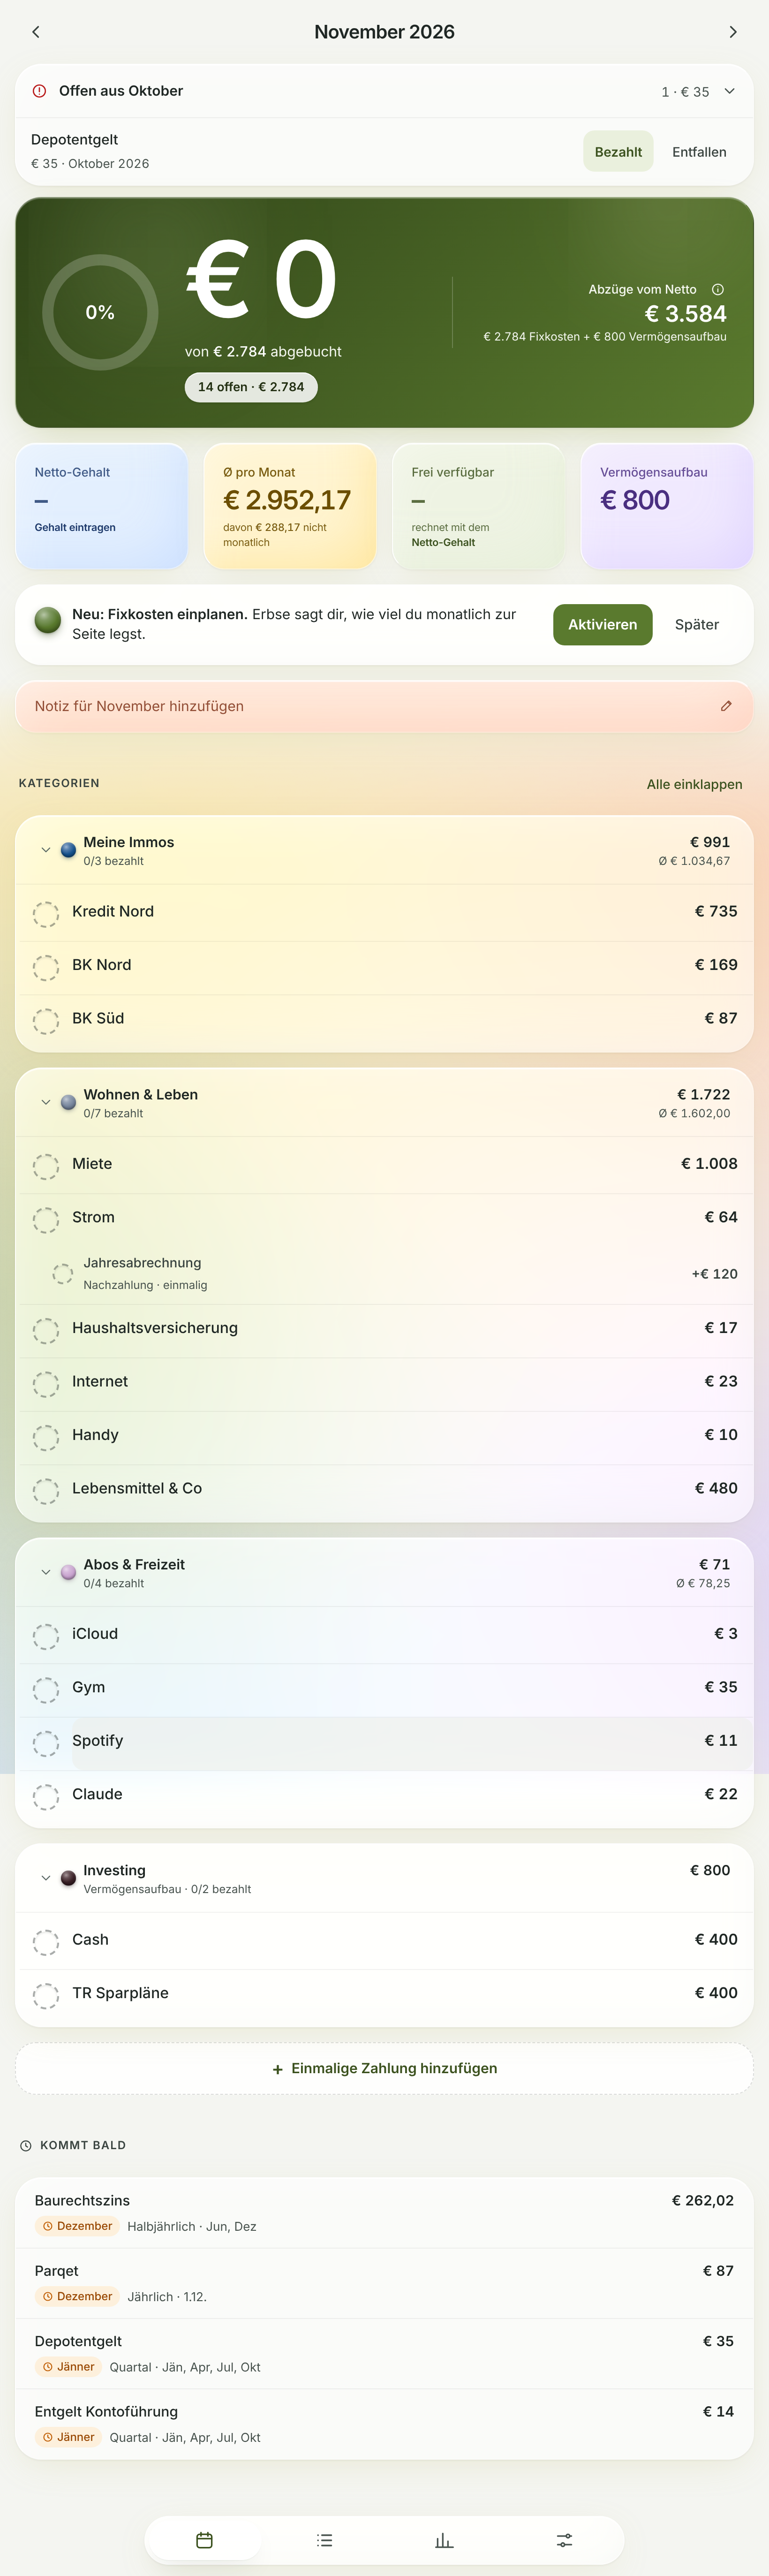 November 2026
Offen aus Oktober
1 · € 35
Depotentgelt
€ 35 · Oktober 2026
Bezahlt
Entfallen
0%
€ 0
von € 2.784 abgebucht
14 offen · € 2.784
Abzüge vom Netto
€ 3.584
€ 2.784 Fixkosten + € 800 Vermögensaufbau
Netto-Gehalt
–
Gehalt eintragen
Ø pro Monat
€ 2.952,17
davon € 288,17 nicht
monatlich
Frei verfügbar
–
rechnet mit dem
Netto-Gehalt
Vermögensaufbau
€ 800
Neu: Fixkosten einplanen. Erbse sagt dir, wie viel du monatlich zur
Seite legst.
Aktivieren
Später
Notiz für November hinzufügen
KATEGORIEN
Alle einklappen
Meine Immos
€ 991
0/3 bezahlt
Ø € 1.034,67
Kredit Nord
€ 735
BK Nord
€ 169
BK Süd
€ 87
Wohnen & Leben
€ 1.722
0/7 bezahlt
Ø € 1.602,00
Miete
€ 1.008
Strom
€ 64
Jahresabrechnung
Nachzahlung · einmalig
+€ 120
Haushaltsversicherung
€ 17
Internet
€ 23
Handy
€ 10
Lebensmittel & Co
€ 480
Abos & Freizeit
€ 71
0/4 bezahlt
Ø € 78,25
iCloud
€ 3
Gym
€ 35
Spotify
€ 11
Claude
€ 22
Investing
€ 800
Vermögensaufbau · 0/2 bezahlt
Cash
€ 400
TR Sparpläne
€ 400
+ Einmalige Zahlung hinzufügen
KOMMT BALD
Baurechtszins
€ 262,02
Dezember
Halbjährlich · Jun, Dez
Parqet
€ 87
Dezember
Jährlich · 1.12.
Depotentgelt
€ 35
Jänner
Quartal · Jän, Apr, Jul, Okt
Entgelt Kontoführung
€ 14
Jänner
Quartal · Jän, Apr, Jul, Okt